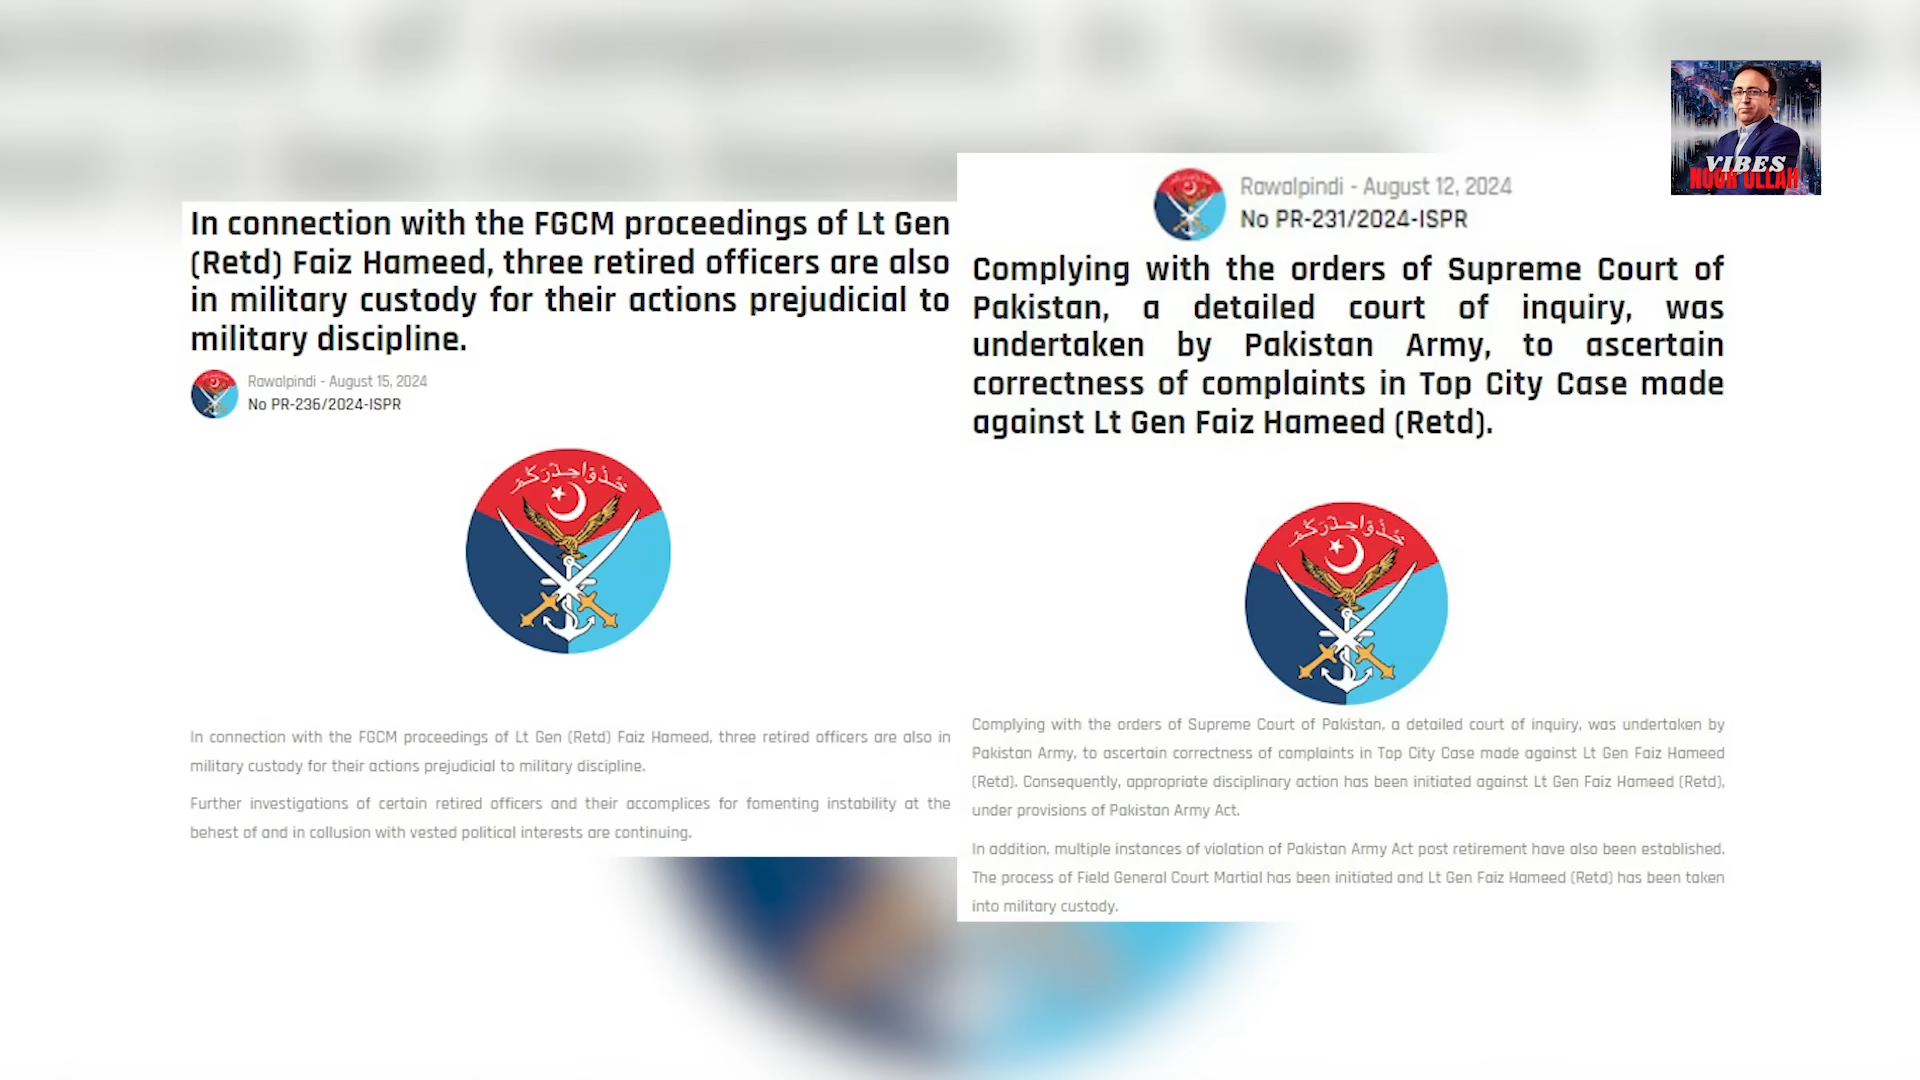 In connection with the FGCM proceedings of Lt Gen
(Retd) Faiz Hameed, three retired officers are also
in military custody for their actions prejudicial to
military discipline.
Rawalpindi - August 15, 2024
No PR-236/2024-ISPR
خُذُوا حِذْرَكُمْ
In connection with the FGCM proceedings of Lt Gen (Retd) Faiz Hameed, three retired officers are also in
military custody for their actions prejudicial to military discipline.
Further investigations of certain retired officers and their accomplices for fomenting instability at the
behest of and in collusion with vested political interests are continuing.
Rawalpindi - August 12, 2024
No PR-231/2024-ISPR
Complying with the orders of Supreme Court of
Pakistan, a detailed court of inquiry, was
undertaken by Pakistan Army, to ascertain
correctness of complaints in Top City Case made
against Lt Gen Faiz Hameed (Retd).
خُذُوا حِذْرَكُمْ
Complying with the orders of Supreme Court of Pakistan, a detailed court of inquiry, was undertaken by
Pakistan Army, to ascertain correctness of complaints in Top City Case made against Lt Gen Faiz Hameed
(Retd). Consequently, appropriate disciplinary action has been initiated against Lt Gen Faiz Hameed (Retd),
under provisions of Pakistan Army Act.
In addition, multiple instances of violation of Pakistan Army Act post retirement have also been established.
The process of Field General Court Martial has been initiated and Lt Gen Faiz Hameed (Retd) has been taken
into military custody.
VIBES
NOOR ULLAH